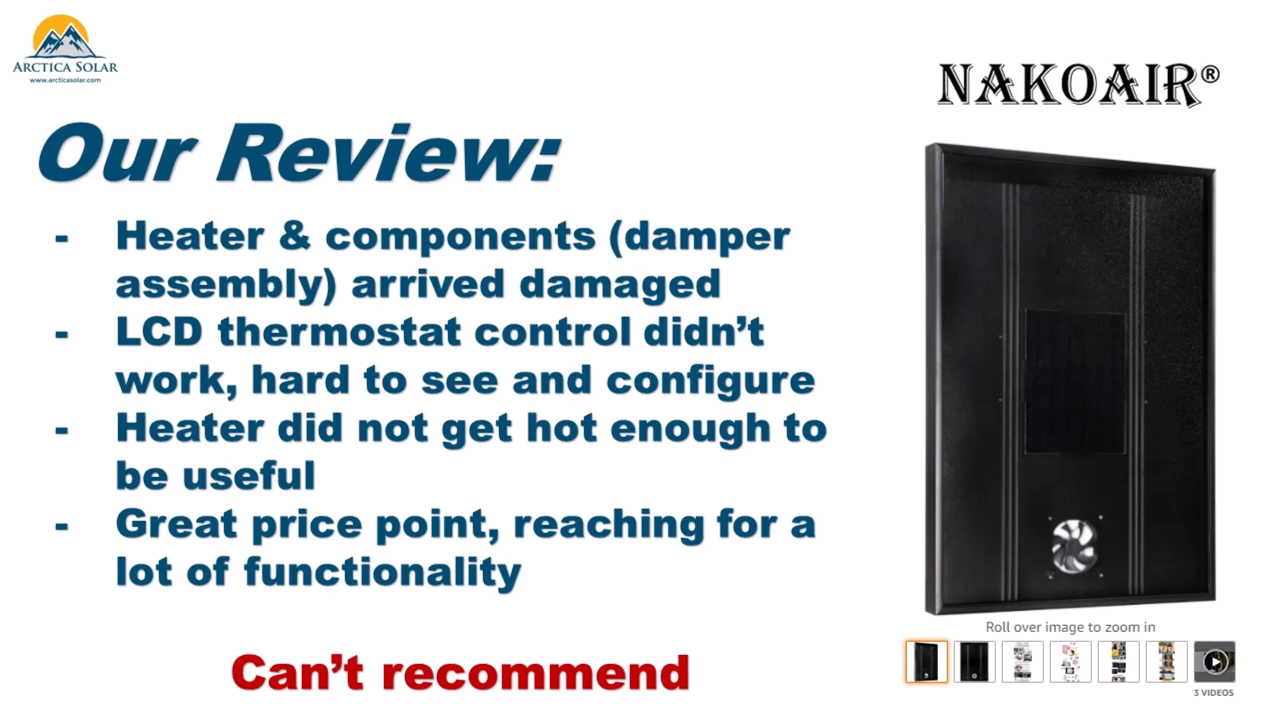 ARCTICA SOLAR
www.arcticasolar.com
NAKOAIR®
Our Review:
- Heater & components (damper
assembly) arrived damaged
- LCD thermostat control didn’t
work, hard to see and configure
- Heater did not get hot enough to
be useful
- Great price point, reaching for a
lot of functionality
Can’t recommend
Roll over image to zoom in
3 VIDEOS